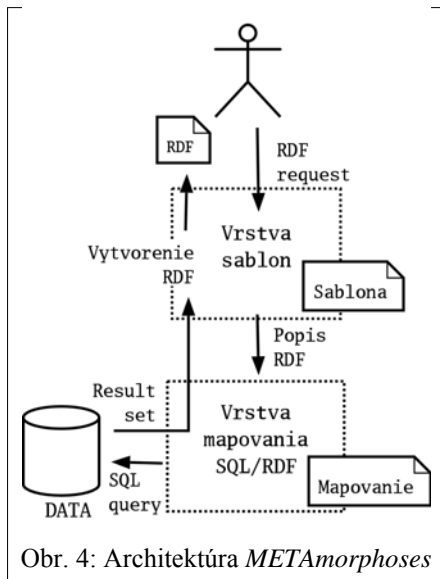 RDF
RDF
request
Vrstva
sablon
Vytvorenie
RDF
Sablona
Popis
RDF
Result
set
Vrstva
mapovania
SQL/RDF
SQL
query
DATA
Mapovanie
Obr. 4: Architektúra METAmorphoses